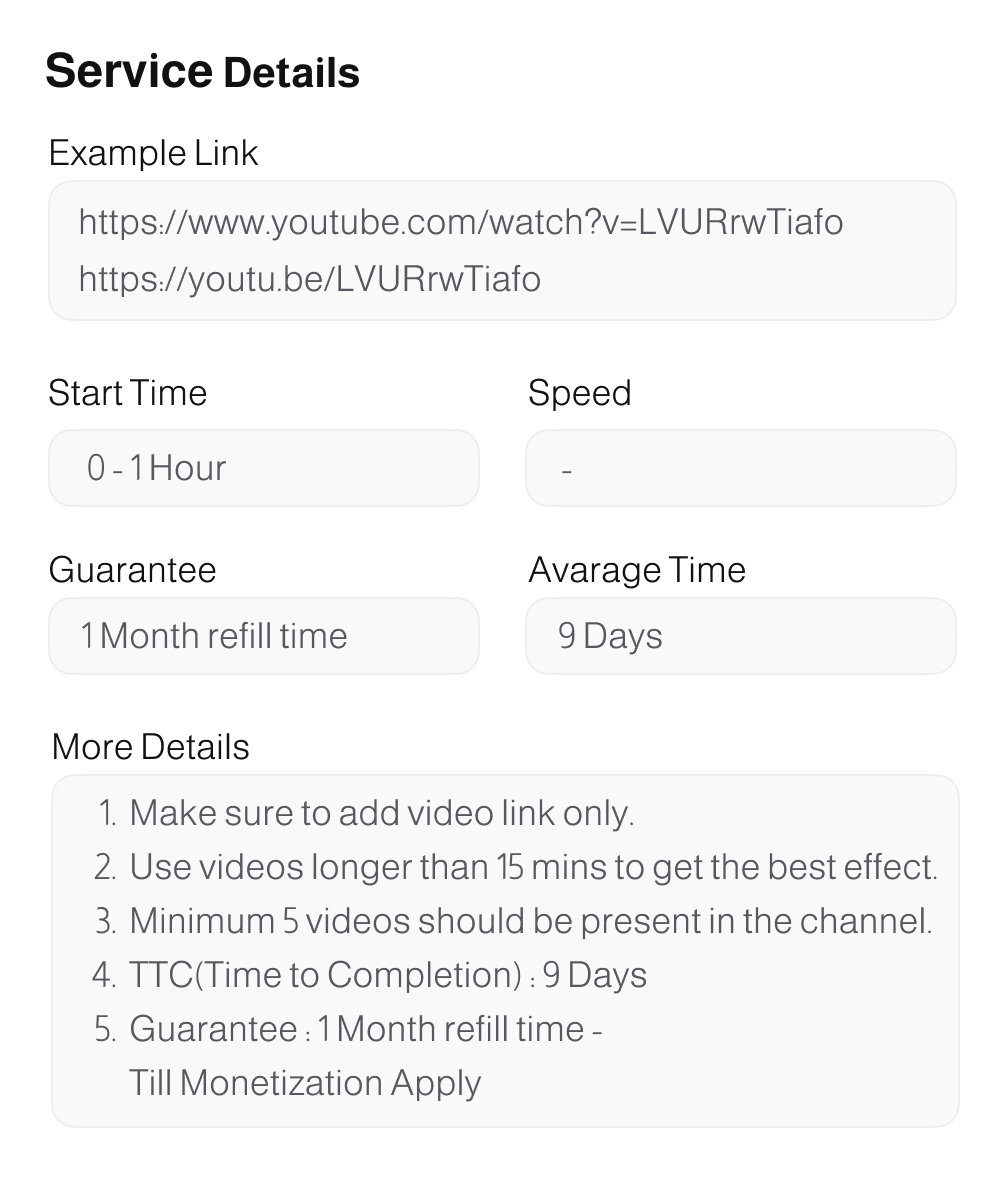 Service Details
Example Link
https://www.youtube.com/watch?v=LVURrwTiafo
https://youtu.be/LVURrwTiafo
Start Time
Speed
0 - 1 Hour
-
Guarantee
Avarage Time
1 Month refill time
9 Days
More Details
1. Make sure to add video link only.
2. Use videos longer than 15 mins to get the best effect.
3. Minimum 5 videos should be present in the channel.
4. TTC(Time to Completion) : 9 Days
5. Guarantee : 1 Month refill time -
Till Monetization Apply